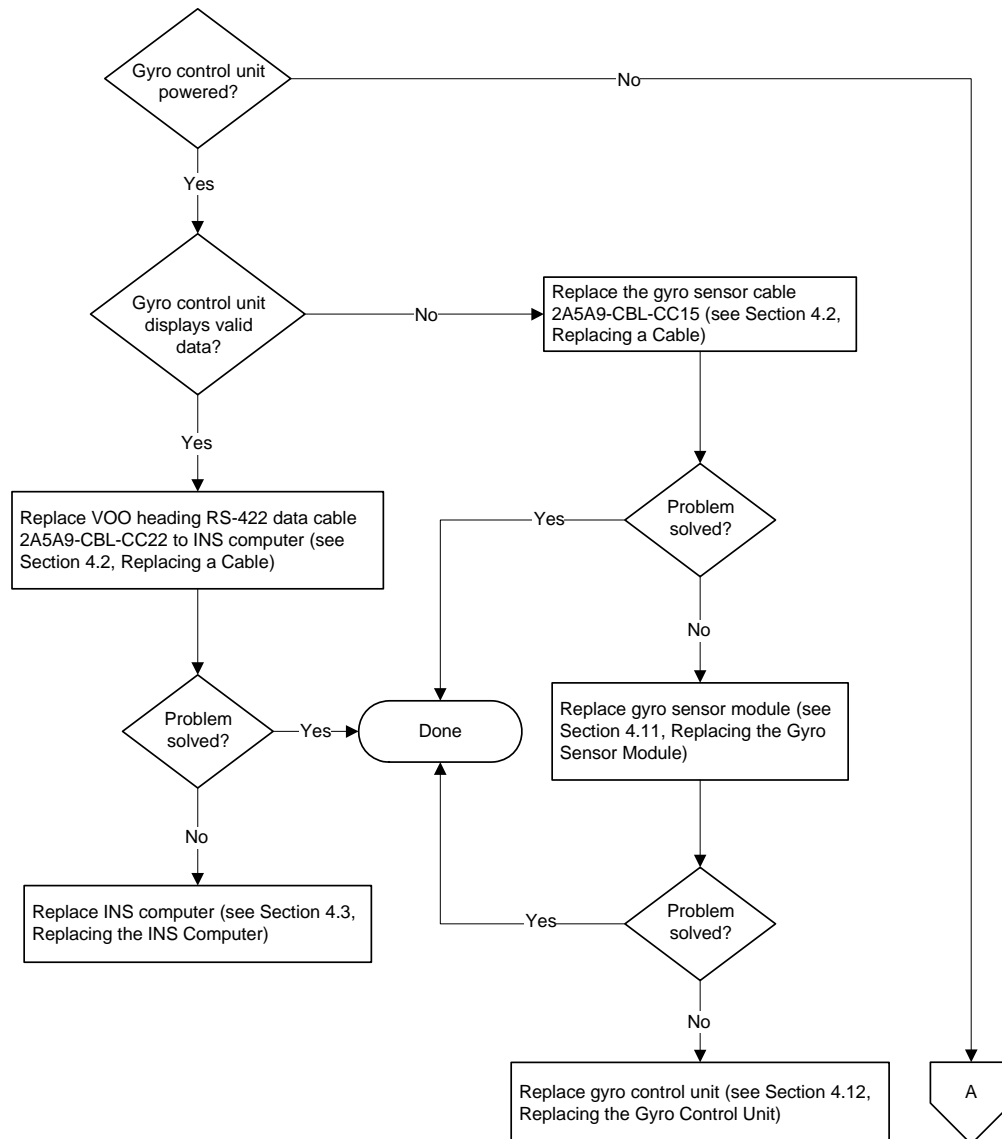 Gyro control unit
powered?
No
Yes
Gyro control unit
displays valid
data?
No
Replace the gyro sensor cable
2A5A9-CBL-CC15 (see Section 4.2,
Replacing a Cable)
Yes
Replace VOO heading RS-422 data cable
2A5A9-CBL-CC22 to INS computer (see
Section 4.2, Replacing a Cable)
Problem
solved?
Yes
No
Problem
solved?
Yes
Done
Replace gyro sensor module (see
Section 4.11, Replacing the Gyro
Sensor Module)
No
Replace INS computer (see Section 4.3,
Replacing the INS Computer)
Problem
solved?
Yes
No
Replace gyro control unit (see Section 4.12,
Replacing the Gyro Control Unit)
A